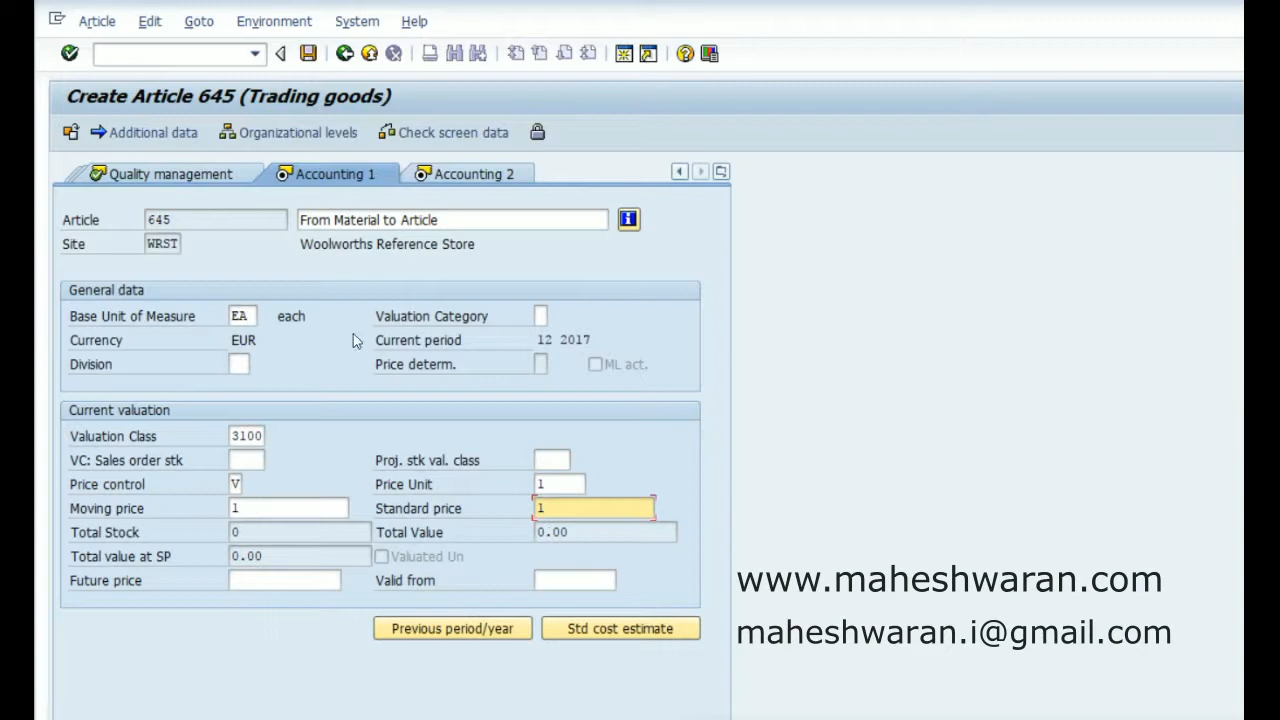 Article Edit Goto Environment System Help
Create Article 645 (Trading goods)
Additional data Organizational levels Check screen data
Quality management Accounting 1 Accounting 2
Article 645 From Material to Article
Site WRST Woolworths Reference Store
General data
Base Unit of Measure EA each Valuation Category
Currency EUR Current period 12 2017
Division Price determ. ML act.
Current valuation
Valuation Class 3100
VC: Sales order stk Proj. stk val. class
Price control V Price Unit 1
Moving price 1 Standard price 1
Total Stock 0 Total Value 0.00
Total value at SP 0.00 Valuated Un
Future price Valid from
Previous period/year Std cost estimate
www.maheshwaran.com
maheshwaran.i@gmail.com